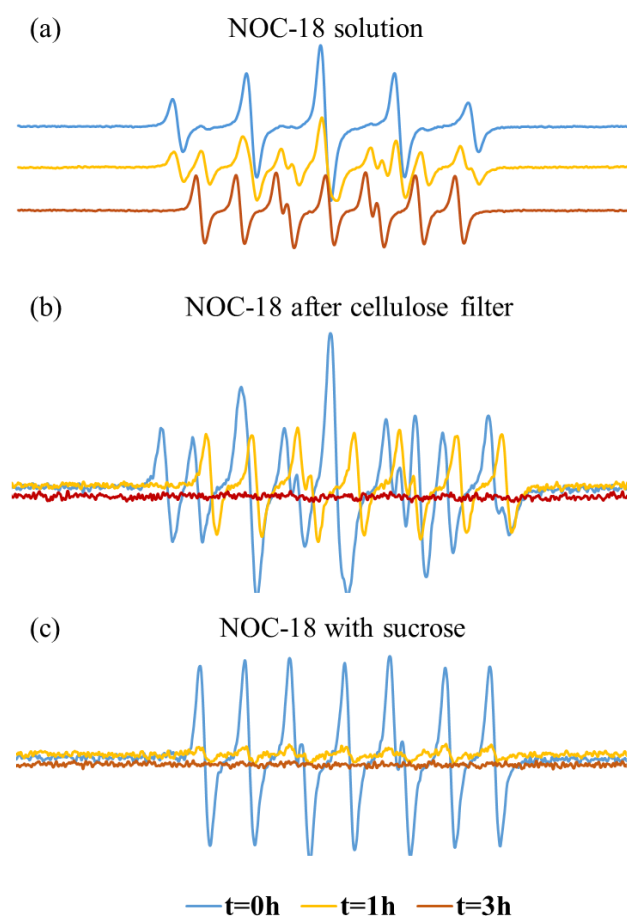 (a) NOC-18 solution
(b) NOC-18 after cellulose filter
(c) NOC-18 with sucrose
t=0h t=1h t=3h